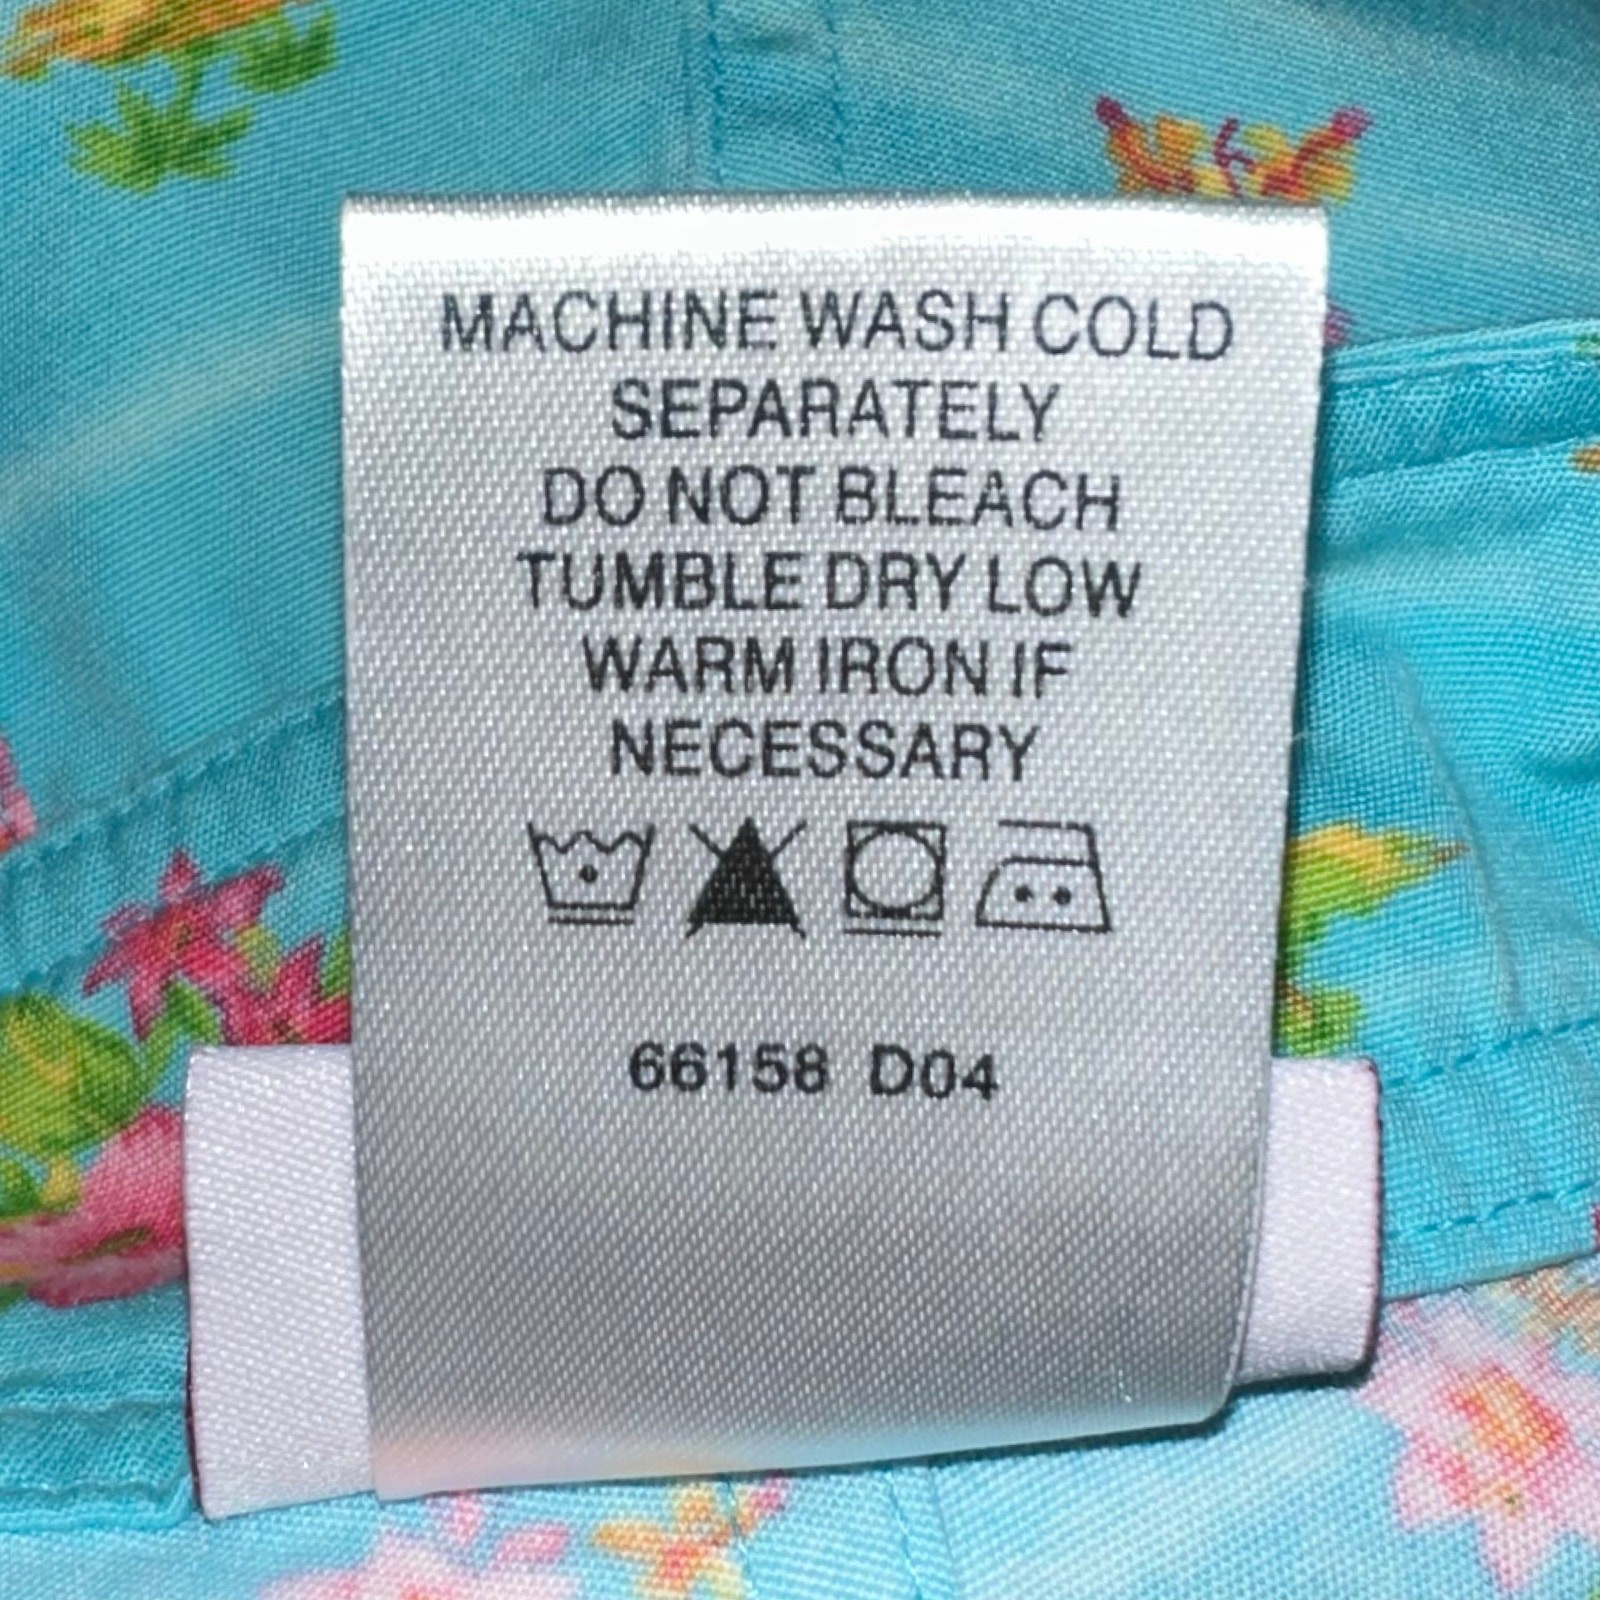 MACHINE WASH COLD
SEPARATELY
DO NOT BLEACH
TUMBLE DRY LOW
WARM IRON IF
NECESSARY
66158 D04